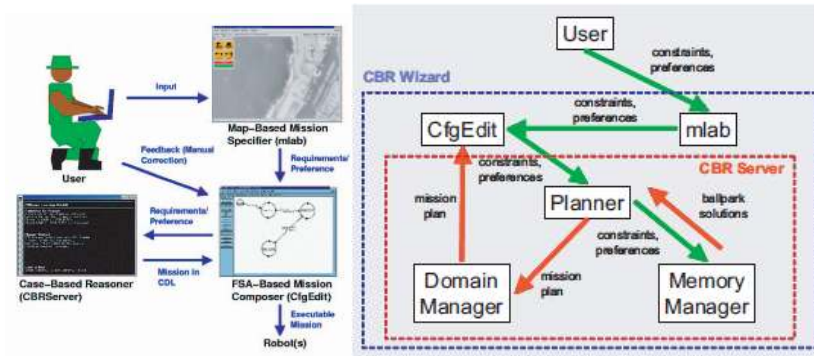 Input
Map-Based Mission
Specifier (mlab)
User
Feedback (Manual
Correction)
Requirements/
Preference
Requirements/
Preference
Mission in
CDL
Case-Based Reasoner
(CBRServer)
FSA-Based Mission
Composer (CfgEdit)
Executable
Mission
Robot(s)
User
constraints,
preferences
CBR Wizard
constraints,
preferences
CfgEdit
mlab
constraints,
preferences
CBR Server
mission
plan
Planner
ballpark
solutions
constraints,
preferences
Domain
Manager
mission
plan
Memory
Manager